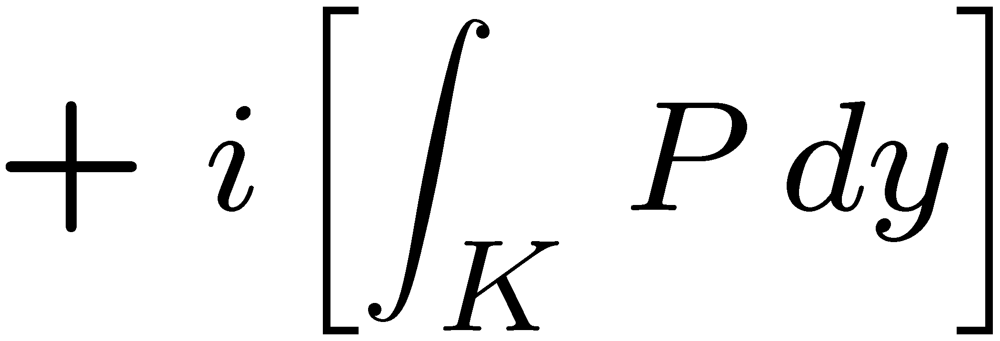 + i [∫_K P dy]